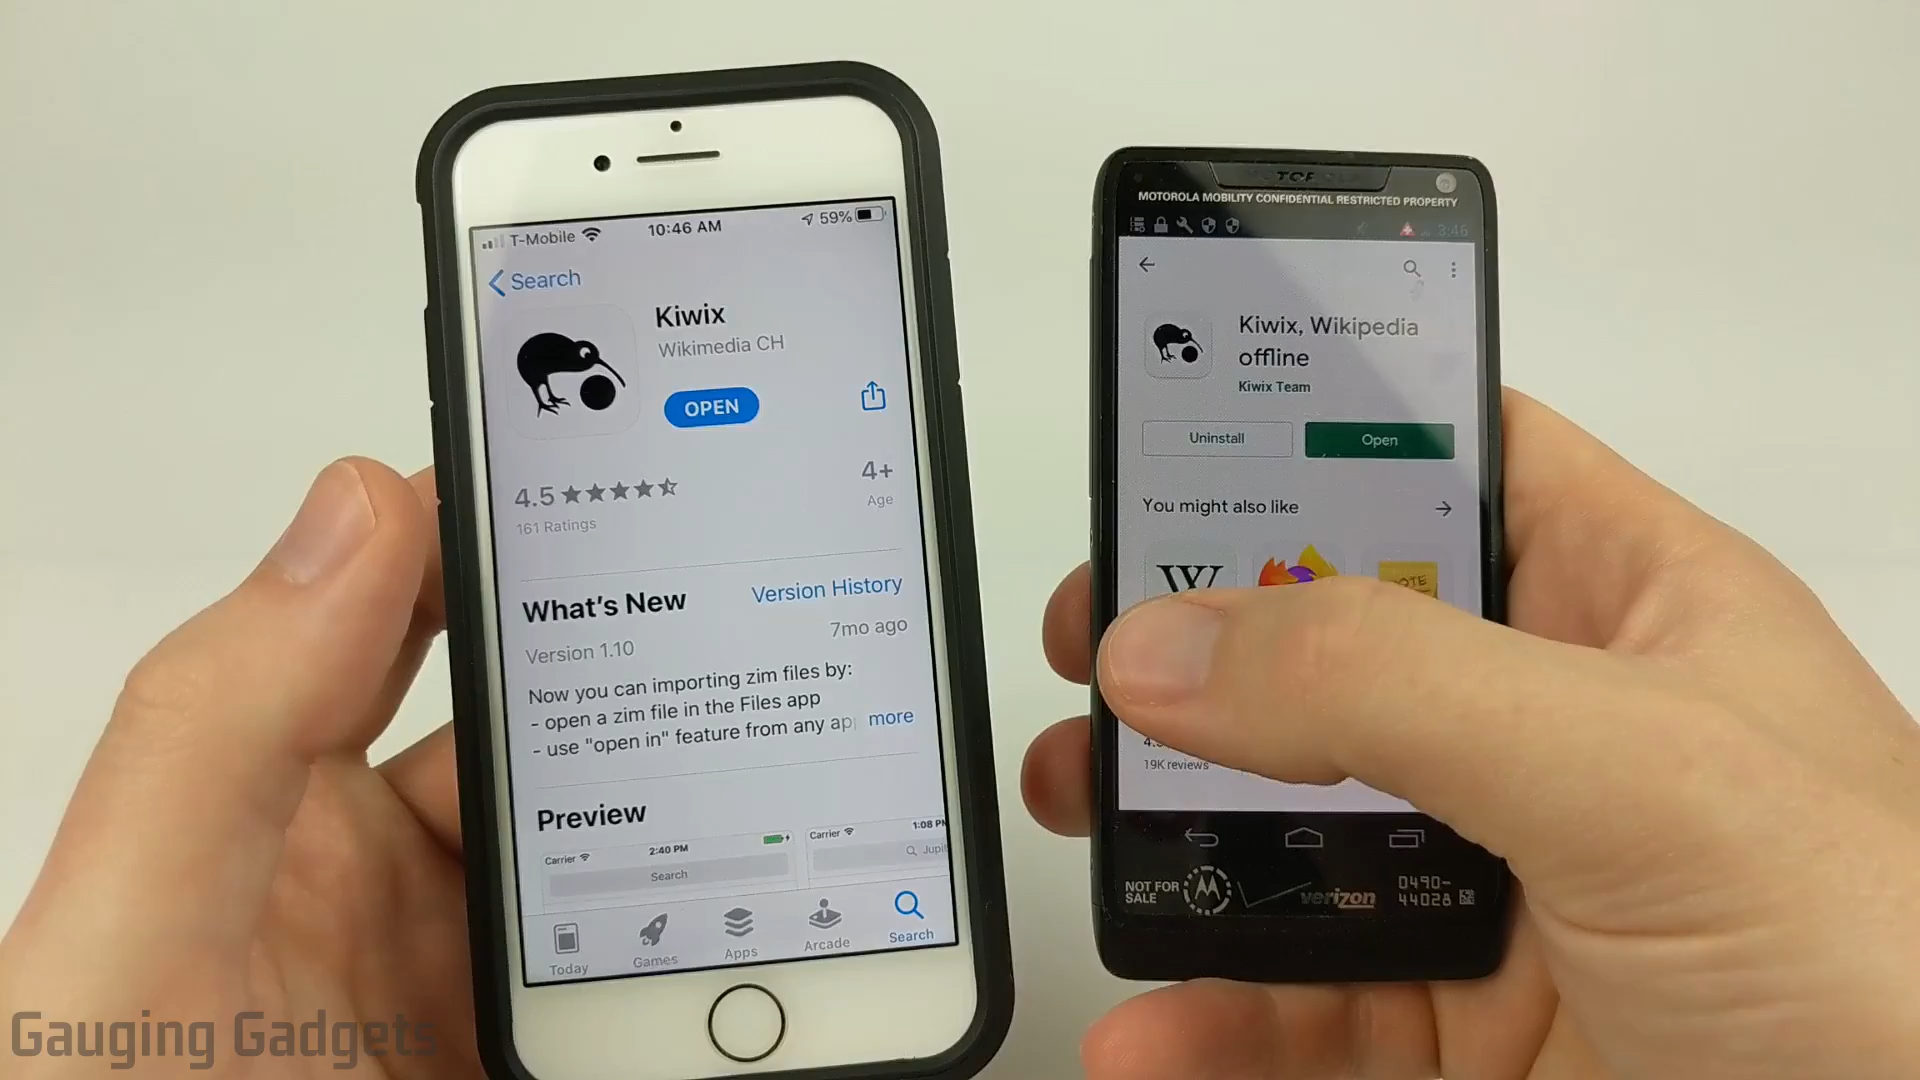 T-Mobile 10:46 AM 59%
Search
Kiwix
Wikimedia CH
OPEN
4.5
161 Ratings
4+
Age
What's New
Version History
Version 1.10
7mo ago
Now you can importing zim files by:
- open a zim file in the Files app
- use "open in" feature from any ap
more
Preview
Carrier 2:40 PM
Search
Carrier 1:08 PM
Jupit
Today
Games
Apps
Arcade
Search
MOTOROLA MOBILITY CONFIDENTIAL RESTRICTED PROPERTY
3:46
Kiwix, Wikipedia
offline
Kiwix Team
Uninstall
Open
You might also like
W
19K reviews
NOT FOR
SALE
verizon
0490-
44028
Gauging Gadgets